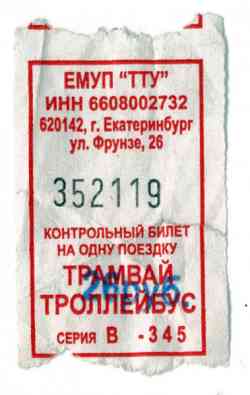 ЕМУП "ТТУ"
ИНН 6608002732
620142, г. Екатеринбург
ул. Фрунзе, 26
352119
КОНТРОЛЬНЫЙ БИЛЕТ
НА ОДНУ ПОЕЗДКУ
ТРАМВАЙ
ТРОЛЛЕЙБУС
СЕРИЯ В -345